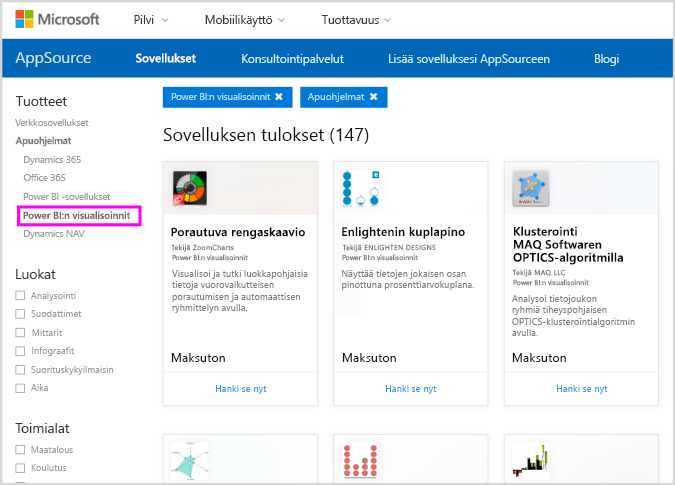 Microsoft
Pilvi
Mobiilikäyttö
Tuottavuus
AppSource
Sovellukset
Konsultointipalvelut
Lisää sovelluksesi AppSourceen
Blogi
Tuotteet
Verkkosovellukset
Apuohjelmat
Dynamics 365
Office 365
Power BI -sovellukset
Power BI:n visualisoinnit
Dynamics NAV
Luokat
Analysointi
Suodattimet
Mittarit
Infograafit
Suorituskykyilmaisin
Aika
Toimialat
Maatalous
Koulutus
Power BI:n visualisoinnit ×
Apuohjelmat ×
Sovelluksen tulokset (147)
Porautuva rengaskaavio
Tekijä ZoomCharts
Power BI:n visualisoinnit
Visualisoi ja tutki luokkapohjaisia
tietoja vuorovaikutteisen
porautumisen ja automaattisen
ryhmittelyn avulla.
Maksuton
Hanki se nyt
Enlightenin kuplapino
Tekijä ENLIGHTEN DESIGNS
Power BI:n visualisoinnit
Näyttää tietojen jokaisen osan
pinottuna prosenttiarvokuplana.
Maksuton
Hanki se nyt
Klusterointi
MAQ Softwaren
OPTICS-algoritmilla
Tekijä MAQ LLC
Power BI:n visualisoinnit
Analysoi tietojoukon
ryhmiä tiheyspohjaisen
OPTICS-klusterointialgoritmin
avulla.
Maksuton
Hanki se nyt